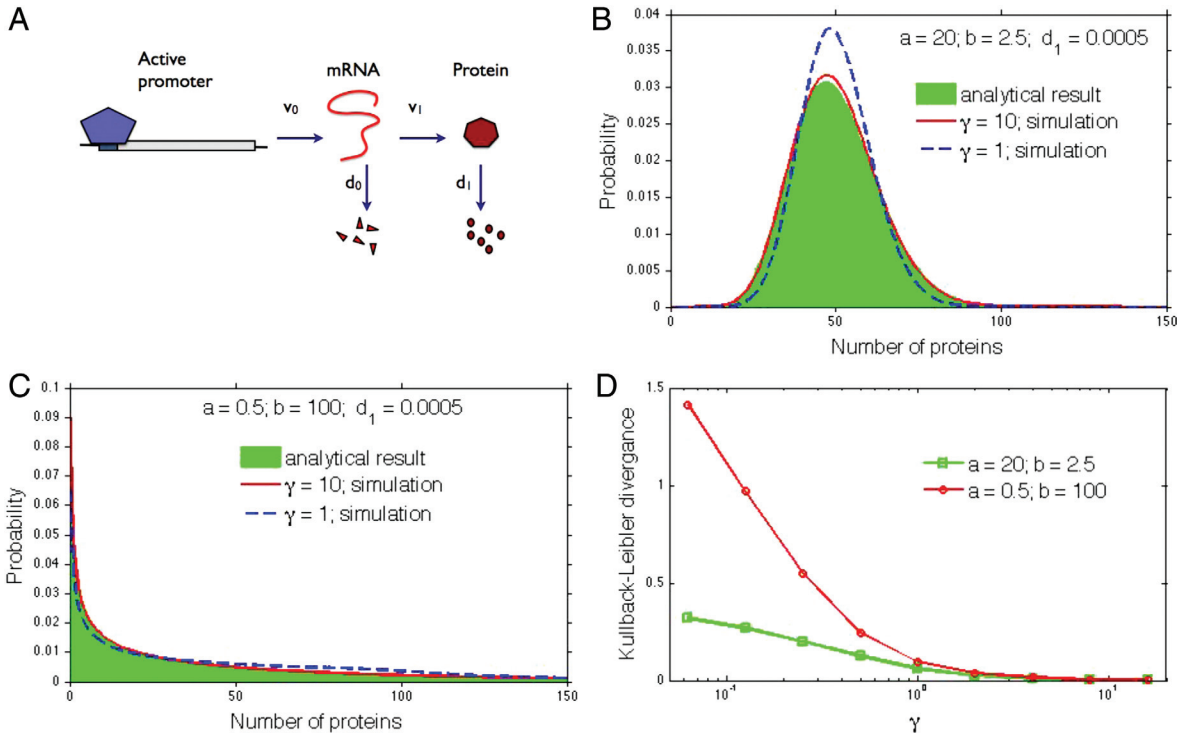 A
Active
promoter
mRNA
Protein
v0
v1
d0
d1
B
a = 20; b = 2.5; d1 = 0.0005
analytical result
γ = 10; simulation
γ = 1; simulation
Probability
0.04
0.035
0.03
0.025
0.02
0.015
0.01
0.005
0
0 50 100 150
Number of proteins
C
a = 0.5; b = 100; d1 = 0.0005
analytical result
γ = 10; simulation
γ = 1; simulation
Probability
0.1
0.09
0.08
0.07
0.06
0.05
0.04
0.03
0.02
0.01
0
0 50 100 150
Number of proteins
D
a = 20; b = 2.5
a = 0.5; b = 100
Kullback-Leibler divergance
1.5
1
0.5
0
10-1 100 101
γ